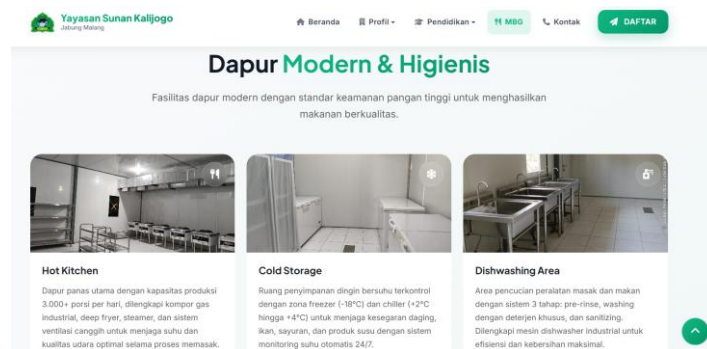 Yayasan Sunan Kalijogo
Jabung Malang
Beranda
Profil
Pendidikan
MBG
Kontak
DAFTAR
Dapur Modern & Higienis
Fasilitas dapur modern dengan standar keamanan pangan tinggi untuk menghasilkan
makanan berkualitas.
Hot Kitchen
Dapur panas utama dengan kapasitas produksi
3.000+ porsi per hari, dilengkapi kompor gas
industrial, deep fryer, steamer, dan sistem
ventilasi canggih untuk menjaga suhu dan
kualitas udara optimal selama proses memasak.
Cold Storage
Ruang penyimpanan dingin bersuhu terkontrol
dengan zona freezer (-18°C) dan chiller (+2°C
hingga +4°C) untuk menjaga kesegaran daging,
ikan, sayuran, dan produk susu dengan sistem
monitoring suhu otomatis 24/7.
Dishwashing Area
Area pencucian peralatan masak dan makan
dengan sistem 3 tahap: pre-rinse, washing
dengan deterjen khusus, dan sanitizing.
Dilengkapi mesin dishwasher industrial untuk
efisiensi dan kebersihan maksimal.